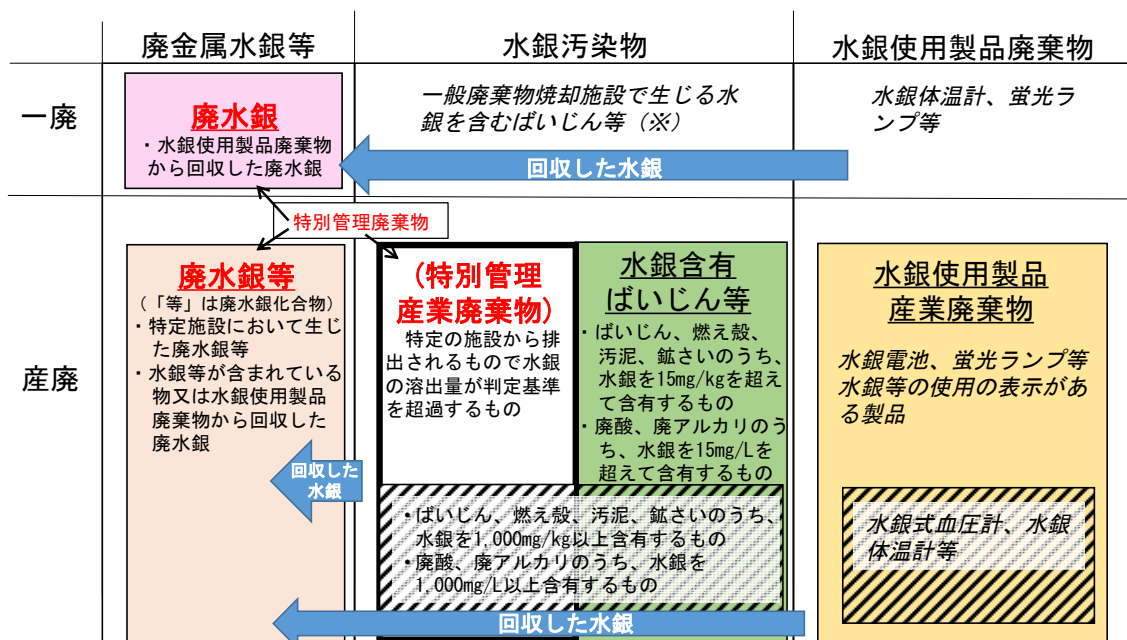 廃金属水銀等
水銀汚染物
水銀使用製品廃棄物
一廃
廃水銀
・水銀使用製品廃棄物
から回収した廃水銀
一般廃棄物焼却施設で生じる水
銀を含むばいじん等（※）
水銀体温計、蛍光ラ
ンプ等
回収した水銀
特別管理廃棄物
産廃
廃水銀等
（「等」は廃水銀化合物）
・特定施設において生じ
た廃水銀等
・水銀等が含まれている
物又は水銀使用製品
廃棄物から回収した
廃水銀
回収した
水銀
(特別管理
産業廃棄物)
特定の施設から排
出されるもので水銀
の溶出量が判定基準
を超過するもの
水銀含有
ばいじん等
・ばいじん、燃え殻、
汚泥、鉱さいのうち、
水銀を15mg/kgを超え
て含有するもの
・廃酸、廃アルカリのう
ち、水銀を15mg/Lを
超えて含有するもの
・ばいじん、燃え殻、汚泥、鉱さいのうち、
水銀を1,000mg/kg以上含有するもの
・廃酸、廃アルカリのうち、水銀を
1,000mg/L以上含有するもの
水銀使用製品
産業廃棄物
水銀電池、蛍光ランプ等
水銀等の使用の表示があ
る製品
水銀式血圧計、水銀
体温計等
回収した水銀